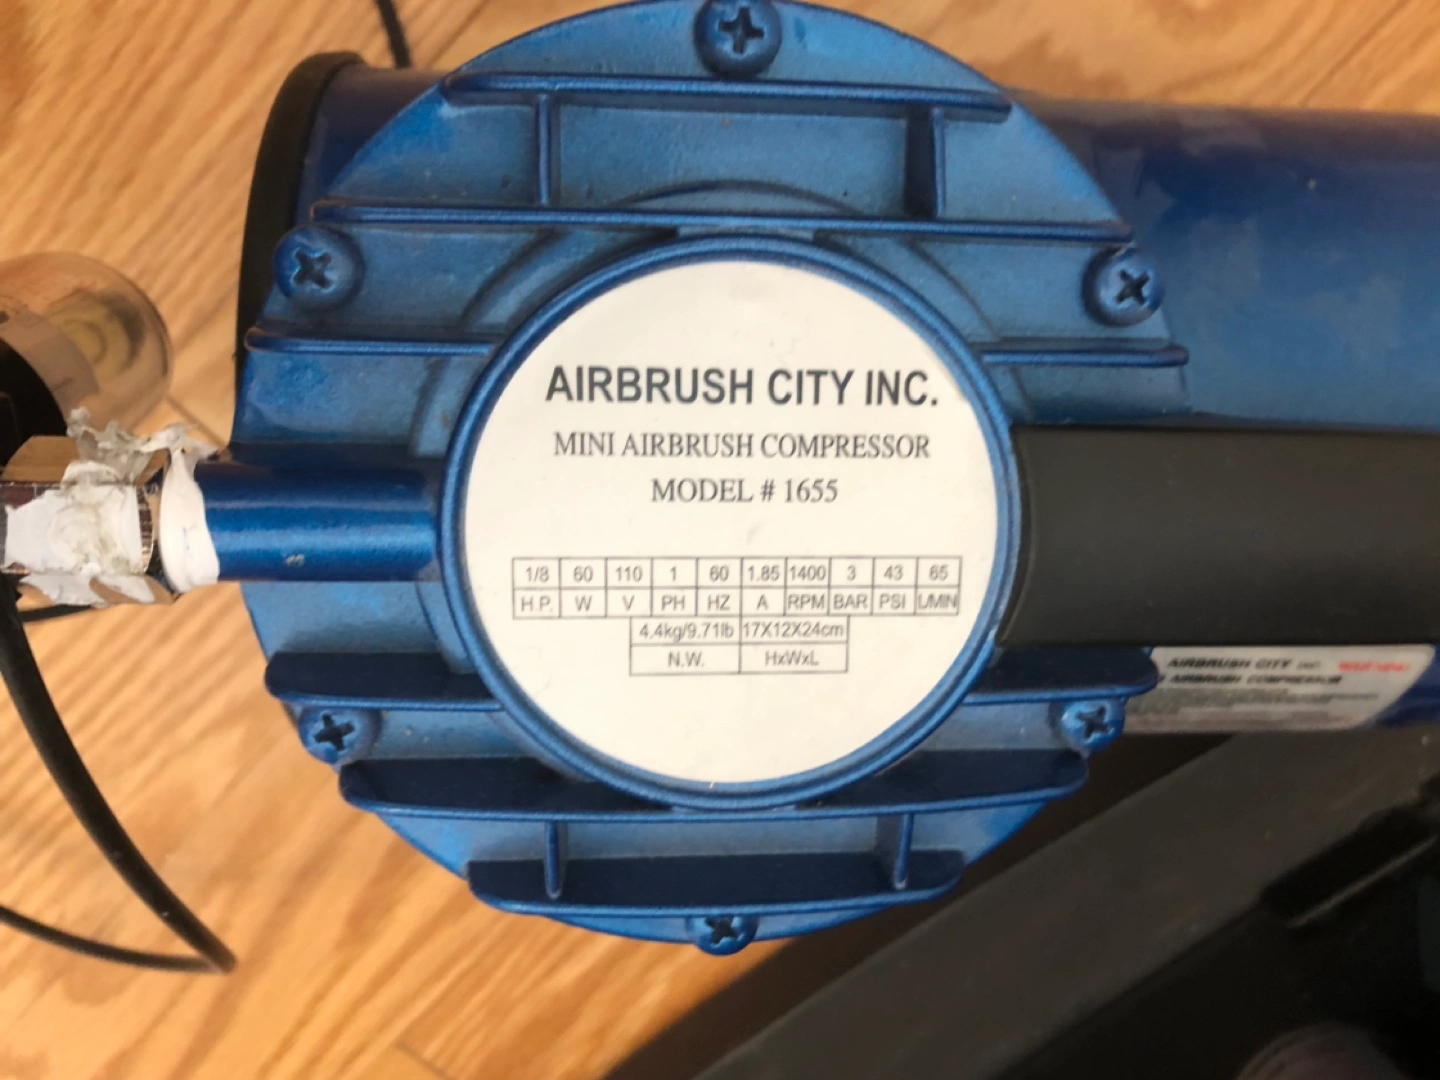 AIRBRUSH CITY INC.
MINI AIRBRUSH COMPRESSOR
MODEL # 1655
1/8 60 110 1 60 1.85 1400 3 43 65
H.P. W V PH HZ A RPM BAR PSI L/MIN
4.4kg/9.71lb 17X12X24cm
N.W. HxWxL
AIRBRUSH CITY INC.
AIRBRUSH COMPRESSOR